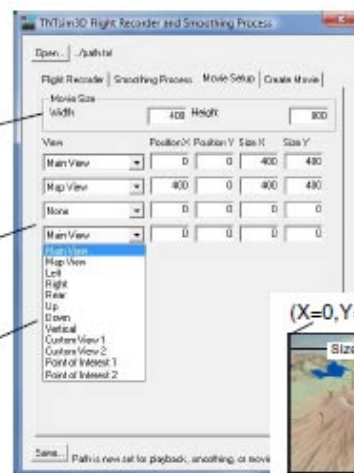 TNTsim3D Flight Recorder and Smoothing Process
Open... ./path.txt
Flight Recorder Smoothing Process Movie Setup Create Movie
Movie Size
Width 400 Height 800
View Position X Position Y Size X Size Y
Main View 0 0 400 400
Map View 400 0 400 400
None 0 0 0 0
Main View 0 0 0 0
Main View
Map View
Left
Right
Rear
Up
Down
Vertical
Custom View 1
Custom View 2
Point of Interest 1
Point of Interest 2
(X=0,Y
Size
Save... Path is now set for playback, smoothing, or movi